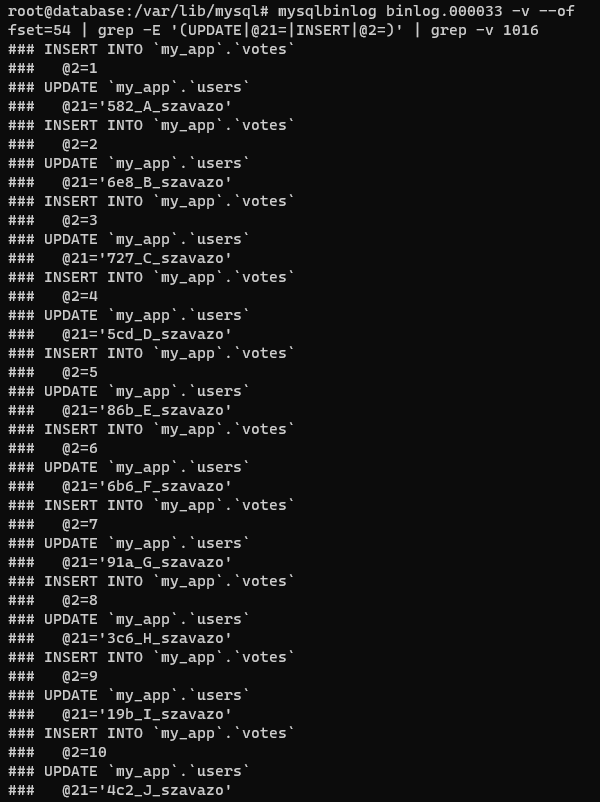 root@database:/var/lib/mysql# mysqlbinlog binlog.000033 -v --of
fset=54 | grep -E '(UPDATE|@21=|INSERT|@2=)' | grep -v 1016
### INSERT INTO `my_app`.`votes`
###   @2=1
### UPDATE `my_app`.`users`
###   @21='582_A_szavazo'
### INSERT INTO `my_app`.`votes`
###   @2=2
### UPDATE `my_app`.`users`
###   @21='6e8_B_szavazo'
### INSERT INTO `my_app`.`votes`
###   @2=3
### UPDATE `my_app`.`users`
###   @21='727_C_szavazo'
### INSERT INTO `my_app`.`votes`
###   @2=4
### UPDATE `my_app`.`users`
###   @21='5cd_D_szavazo'
### INSERT INTO `my_app`.`votes`
###   @2=5
### UPDATE `my_app`.`users`
###   @21='86b_E_szavazo'
### INSERT INTO `my_app`.`votes`
###   @2=6
### UPDATE `my_app`.`users`
###   @21='6b6_F_szavazo'
### INSERT INTO `my_app`.`votes`
###   @2=7
### UPDATE `my_app`.`users`
###   @21='91a_G_szavazo'
### INSERT INTO `my_app`.`votes`
###   @2=8
### UPDATE `my_app`.`users`
###   @21='3c6_H_szavazo'
### INSERT INTO `my_app`.`votes`
###   @2=9
### UPDATE `my_app`.`users`
###   @21='19b_I_szavazo'
### INSERT INTO `my_app`.`votes`
###   @2=10
### UPDATE `my_app`.`users`
###   @21='4c2_J_szavazo'